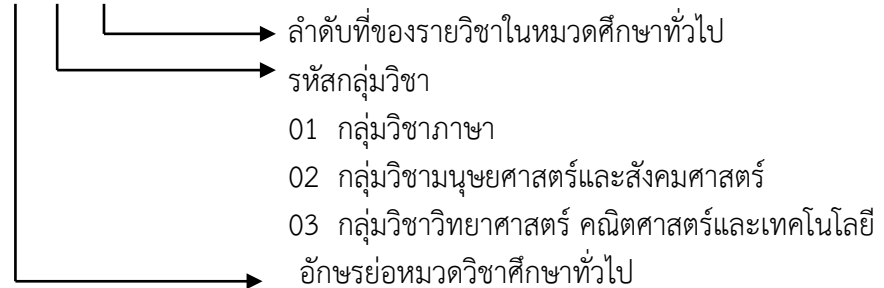 ลำดับที่ของรายวิชาในหมวดศึกษาทั่วไป
รหัสกลุ่มวิชา
01 กลุ่มวิชาภาษา
02 กลุ่มวิชามนุษยศาสตร์และสังคมศาสตร์
03 กลุ่มวิชาวิทยาศาสตร์ คณิตศาสตร์และเทคโนโลยี
อักษรย่อหมวดวิชาศึกษาทั่วไป